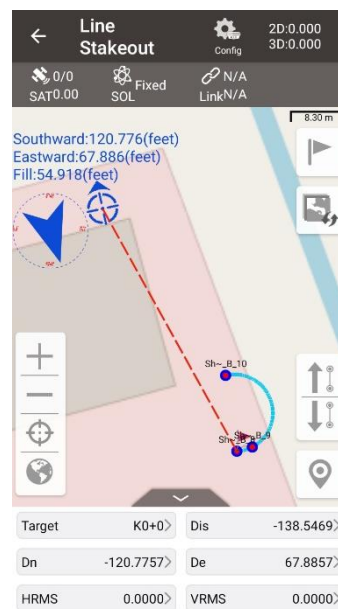 Line
Stakeout
Config
2D:0.000
3D:0.000
0/0
SAT0.00
Fixed
SOL
N/A
LinkN/A
8.30 m
Southward:120.776(feet)
Eastward:67.886(feet)
Fill:54.918(feet)
Sh~_B_10
Target K0+0> Dis -138.5469>
Dn -120.7757> De 67.8857>
HRMS 0.0000> VRMS 0.0000>